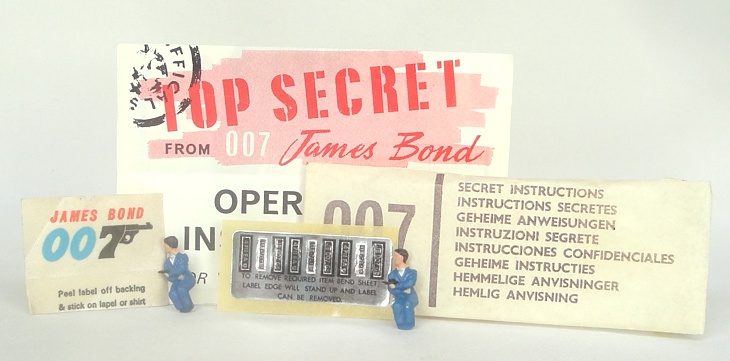 TOP SECRET
FROM 007 James Bond
OPER
IN
OR
JAMES BOND
007
Peel label off backing
& stick on lapel or shirt
TO REMOVE REQUIRED ITEM BEND SHEET.
LABEL EDGE WILL STAND UP AND LABEL
CAN BE REMOVED.
007
SECRET INSTRUCTIONS
INSTRUCTIONS SECRETES
GEHEIME ANWEISUNGEN
INSTRUZIONI SEGRETE
INSTRUCCIONES CONFIDENCIALES
GEHEIME INSTRUCTIES
HEMMELIGE ANVISNINGER
HEMLIG ANVISNING